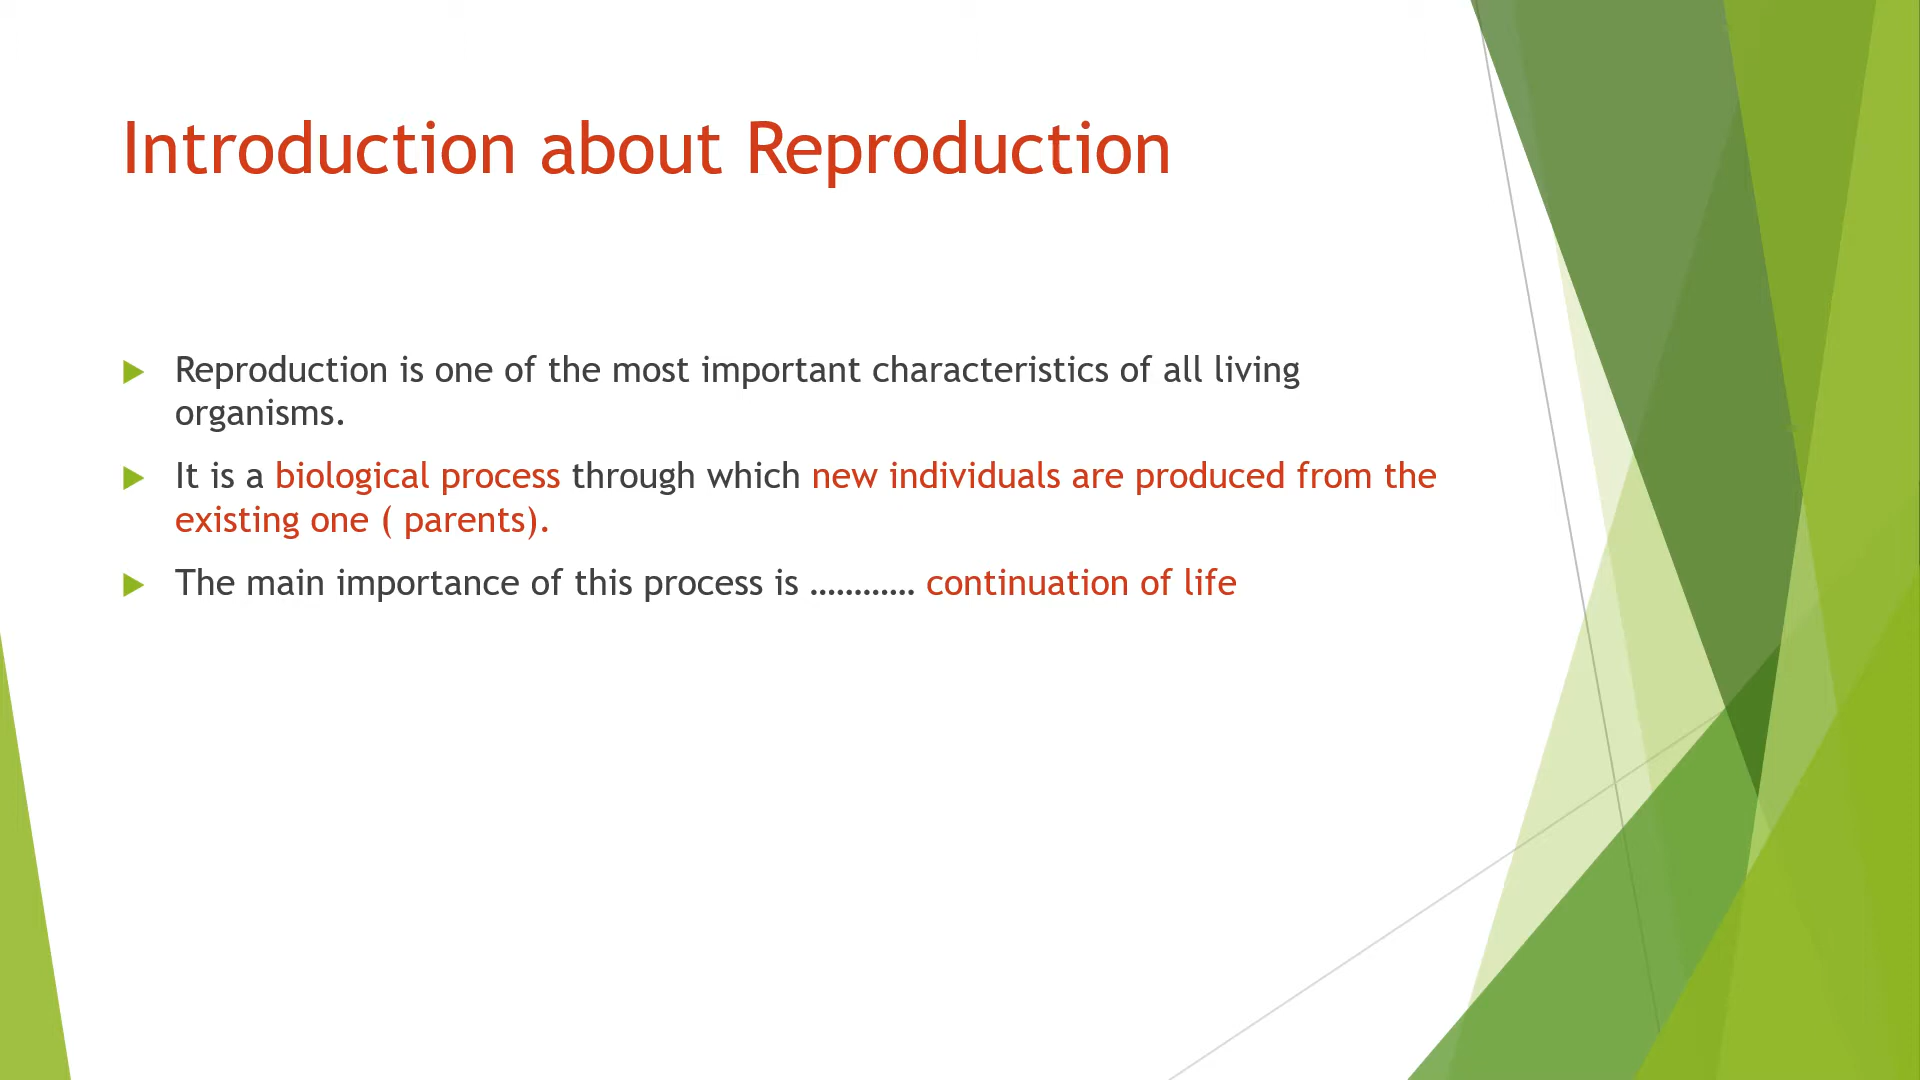 Introduction about Reproduction
Reproduction is one of the most important characteristics of all living
organisms.
It is a biological process through which new individuals are produced from the
existing one ( parents).
The main importance of this process is ………… continuation of life